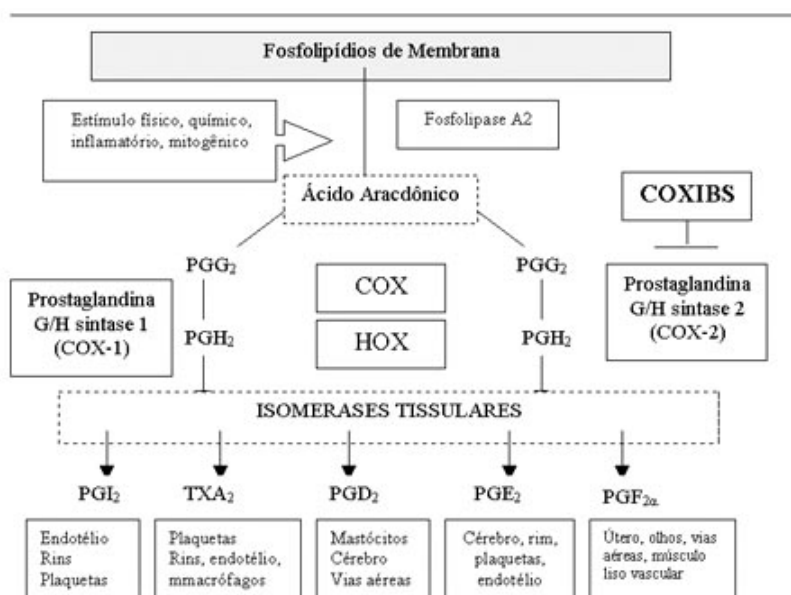 Fosfolipídios de Membrana
Estímulo físico, químico,
inflamatório, mitogênico
Fosfolipase A2
Ácido Aracdônico
COXIBS
PGG₂
PGG₂
COX
Prostaglandina
G/H sintase 1
(COX-1)
Prostaglandina
G/H sintase 2
(COX-2)
PGH₂
HOX
PGH₂
ISOMERASES TISSULARES
PGI₂
TXA₂
PGD₂
PGE₂
PGF₂α
Endotélio
Rins
Plaquetas
Plaquetas
Rins, endotélio,
mmacrófagos
Mastócitos
Cérebro
Vias aéreas
Cérebro, rim,
plaquetas,
endotélio
Útero, olhos, vias
aéreas, músculo
liso vascular